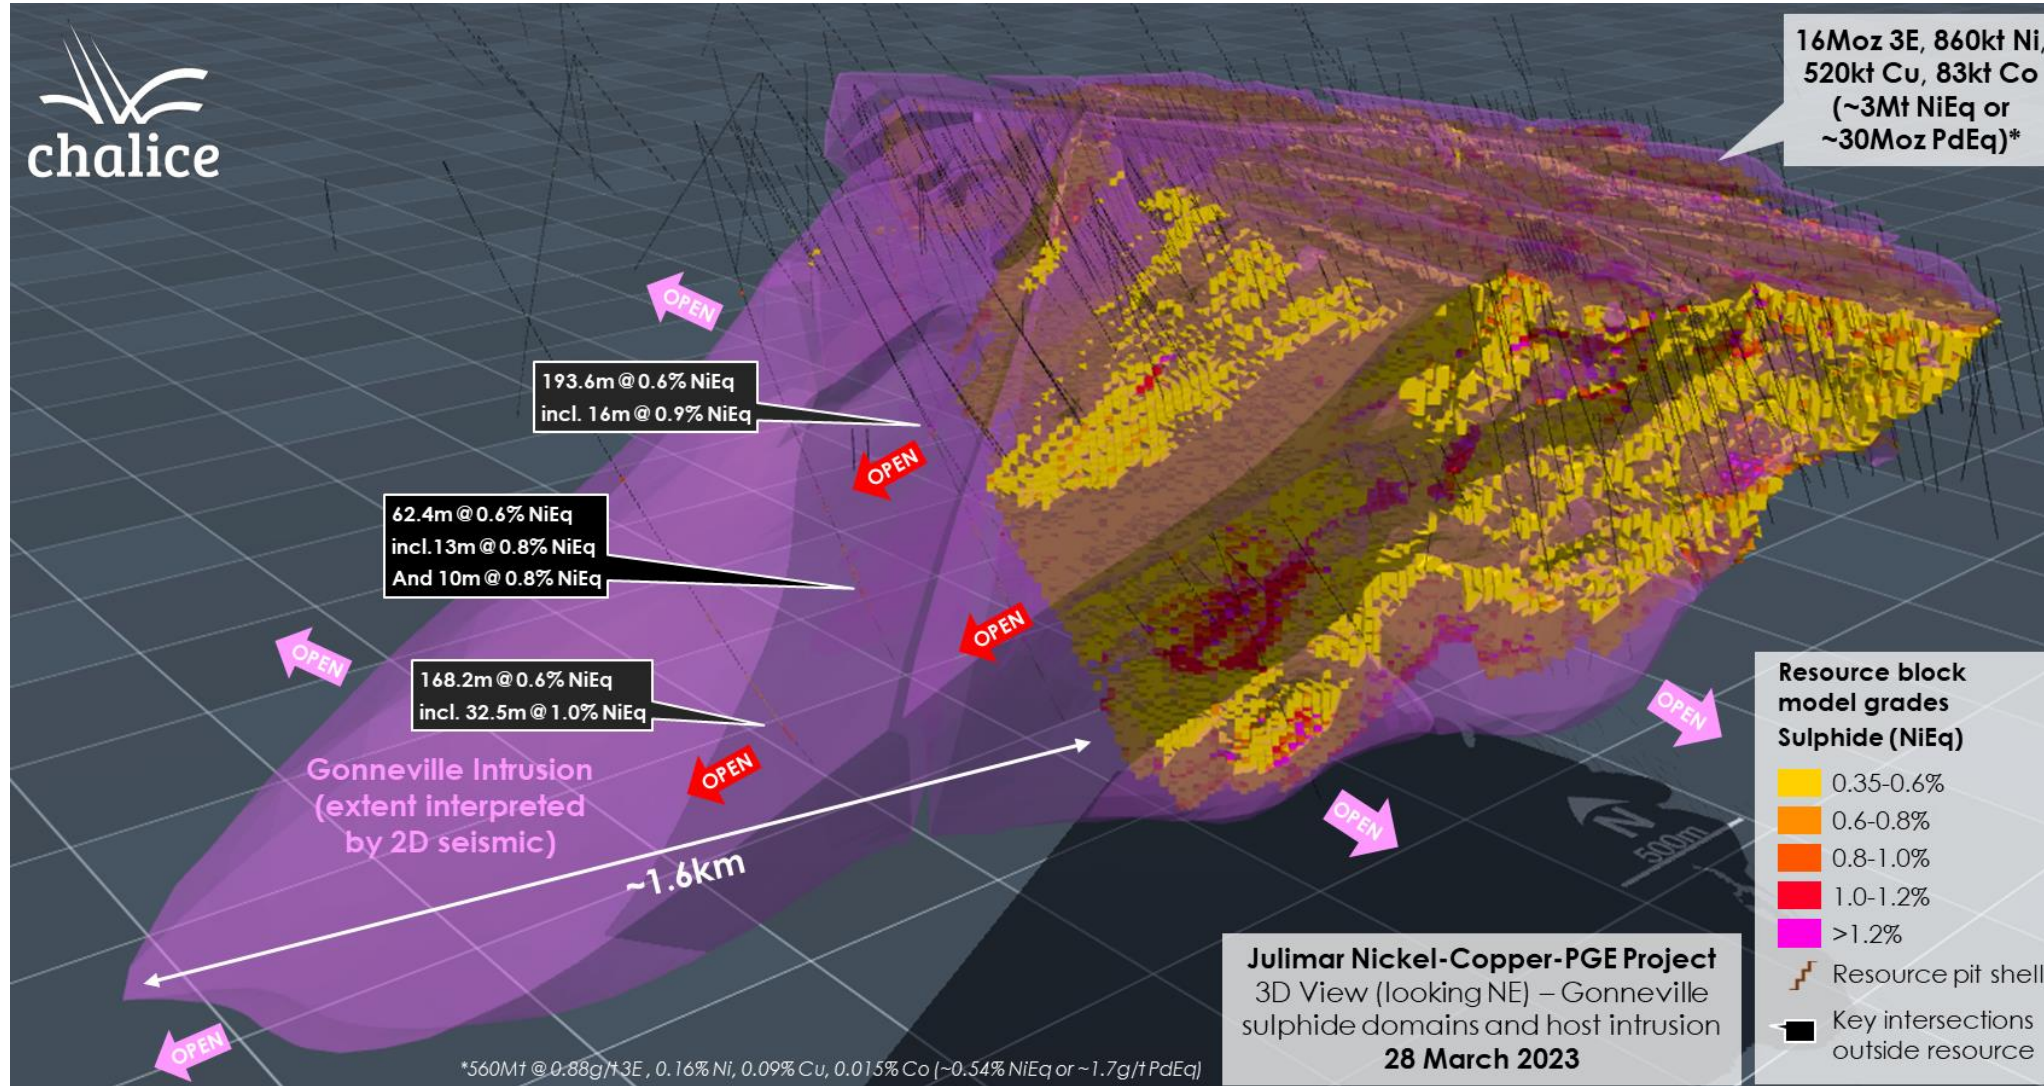 chalice
16Moz 3E, 860kt Ni,
520kt Cu, 83kt Co
(~3Mt NiEq or
~30Moz PdEq)*
OPEN
193.6m @ 0.6% NiEq
incl. 16m @ 0.9% NiEq
OPEN
62.4m @ 0.6% NiEq
incl.13m @ 0.8% NiEq
And 10m @ 0.8% NiEq
OPEN
OPEN
168.2m @ 0.6% NiEq
incl. 32.5m @ 1.0% NiEq
OPEN
OPEN
Gonneville Intrusion
(extent interpreted
by 2D seismic)
~1.6km
OPEN
N
500m
OPEN
Resource block
model grades
Sulphide (NiEq)
0.35-0.6%
0.6-0.8%
0.8-1.0%
1.0-1.2%
>1.2%
Resource pit shell
Key intersections
outside resource
Julimar Nickel-Copper-PGE Project
3D View (looking NE) – Gonneville
sulphide domains and host intrusion
28 March 2023
*560Mt @ 0.88g/t 3E , 0.16% Ni, 0.09% Cu, 0.015% Co (~0.54% NiEq or ~1.7g/t PdEq)